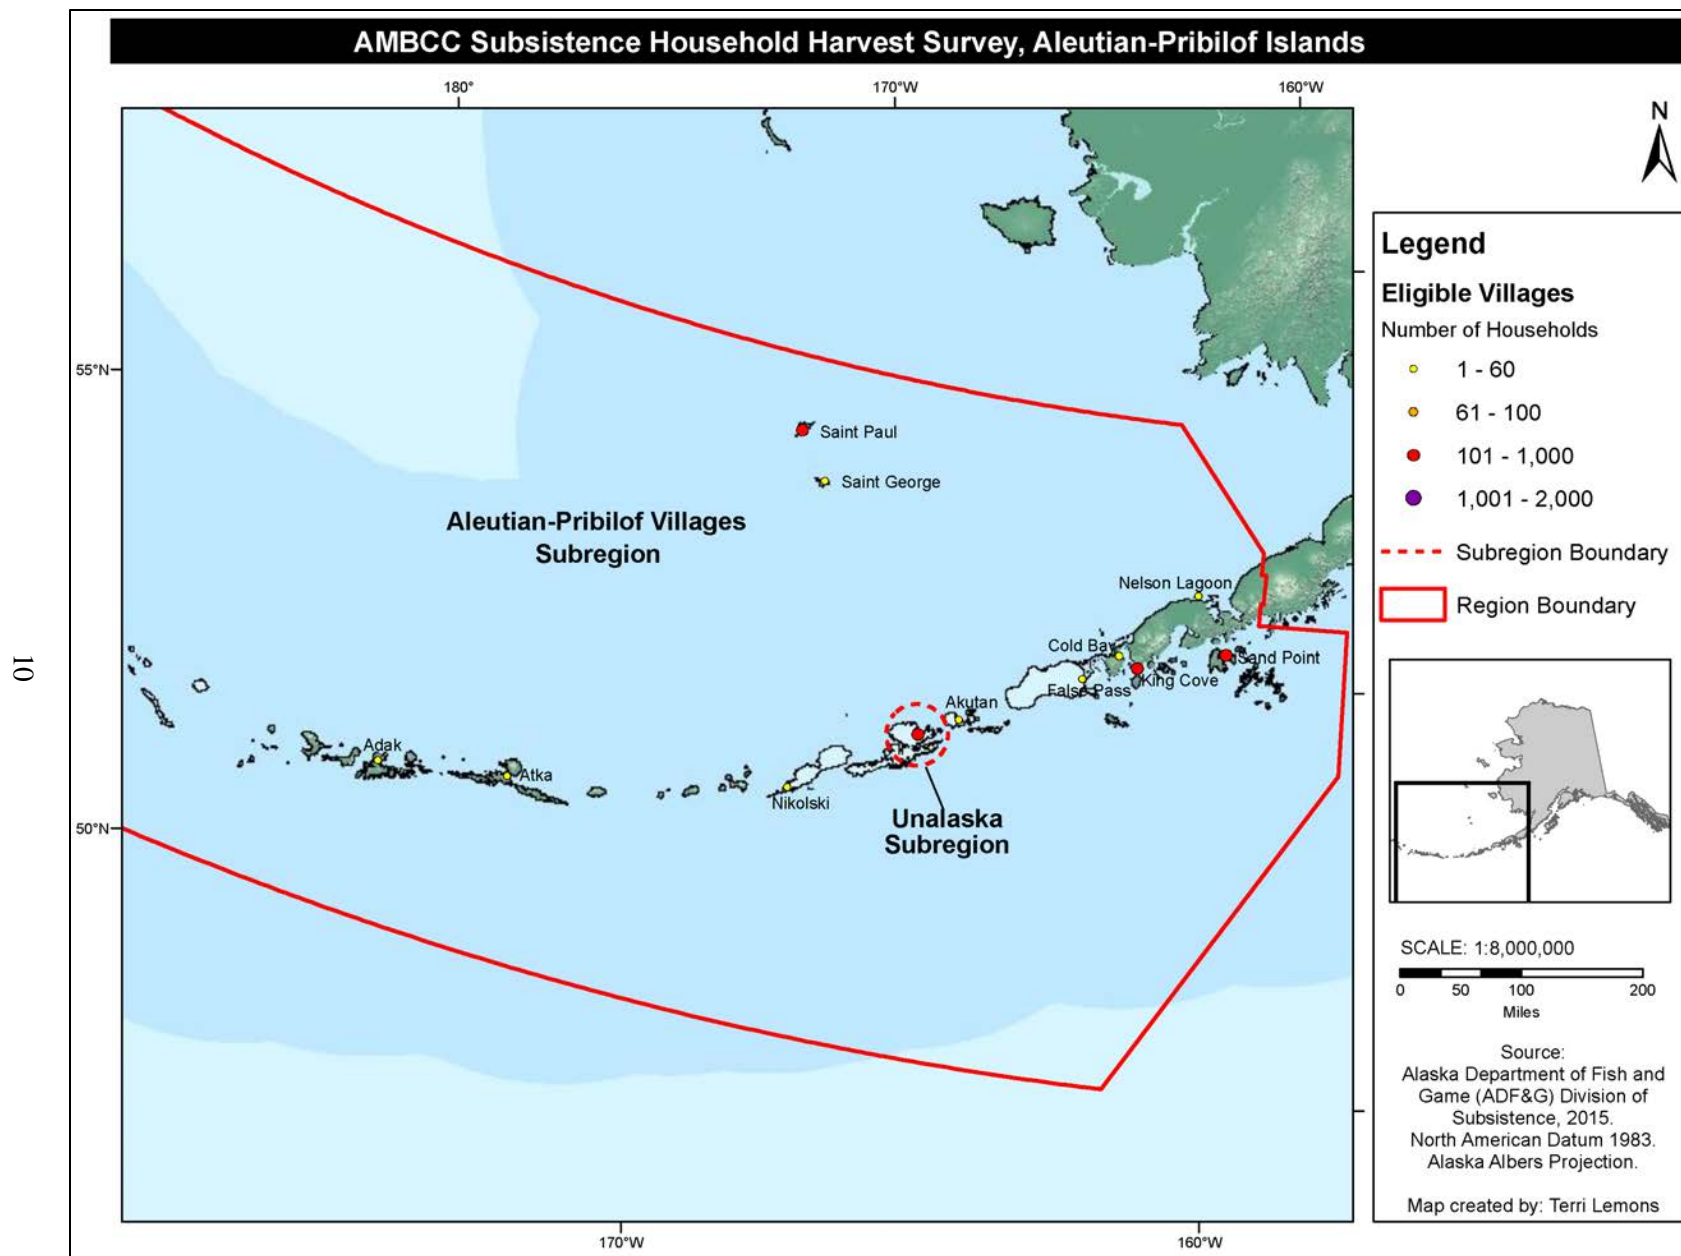 AMBCC Subsistence Household Harvest Survey, Aleutian-Pribilof Islands
180°
170°W
160°W
N
55°N
50°N
170°W
160°W
Saint Paul
Saint George
Aleutian-Pribilof Villages
Subregion
Nelson Lagoon
Cold Bay
Sand Point
King Cove
False Pass
Akutan
Adak
Atka
Nikolski
Unalaska
Subregion
Legend
Eligible Villages
Number of Households
1 - 60
61 - 100
101 - 1,000
1,001 - 2,000
Subregion Boundary
Region Boundary
SCALE: 1:8,000,000
0 50 100 200
Miles
Source:
Alaska Department of Fish and
Game (ADF&G) Division of
Subsistence, 2015.
North American Datum 1983.
Alaska Albers Projection.
Map created by: Terri Lemons
10